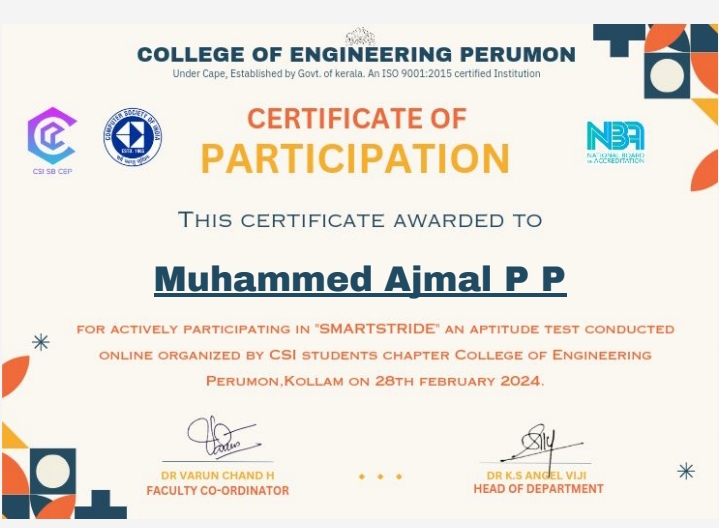 COLLEGE OF ENGINEERING PERUMON
Under Cape, Established by Govt. of kerala. An ISO 9001:2015 certified Institution
CERTIFICATE OF
PARTICIPATION
CSI SB CEP
COMPUTER SOCIETY OF INDIA
ESTD. 1965
NBA
NATIONAL BOARD
OF ACCREDITATION
THIS CERTIFICATE AWARDED TO
Muhammed Ajmal P P
FOR ACTIVELY PARTICIPATING IN "SMARTSTRIDE" AN APTITUDE TEST CONDUCTED
ONLINE ORGANIZED BY CSI STUDENTS CHAPTER COLLEGE OF ENGINEERING
PERUMON,KOLLAM ON 28TH FEBRUARY 2024.
DR VARUN CHAND H
FACULTY CO-ORDINATOR
DR K.S ANGEL VIJI
HEAD OF DEPARTMENT